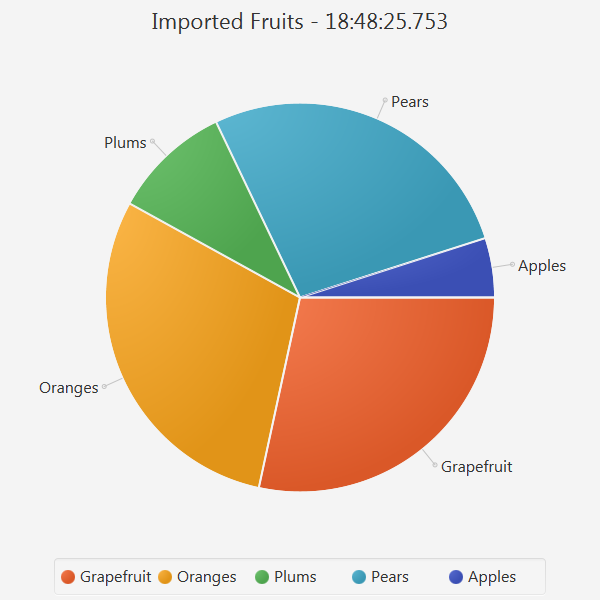 Imported Fruits - 18:48:25.753
Pears
Plums
Apples
Oranges
Grapefruit
Grapefruit Oranges Plums Pears Apples